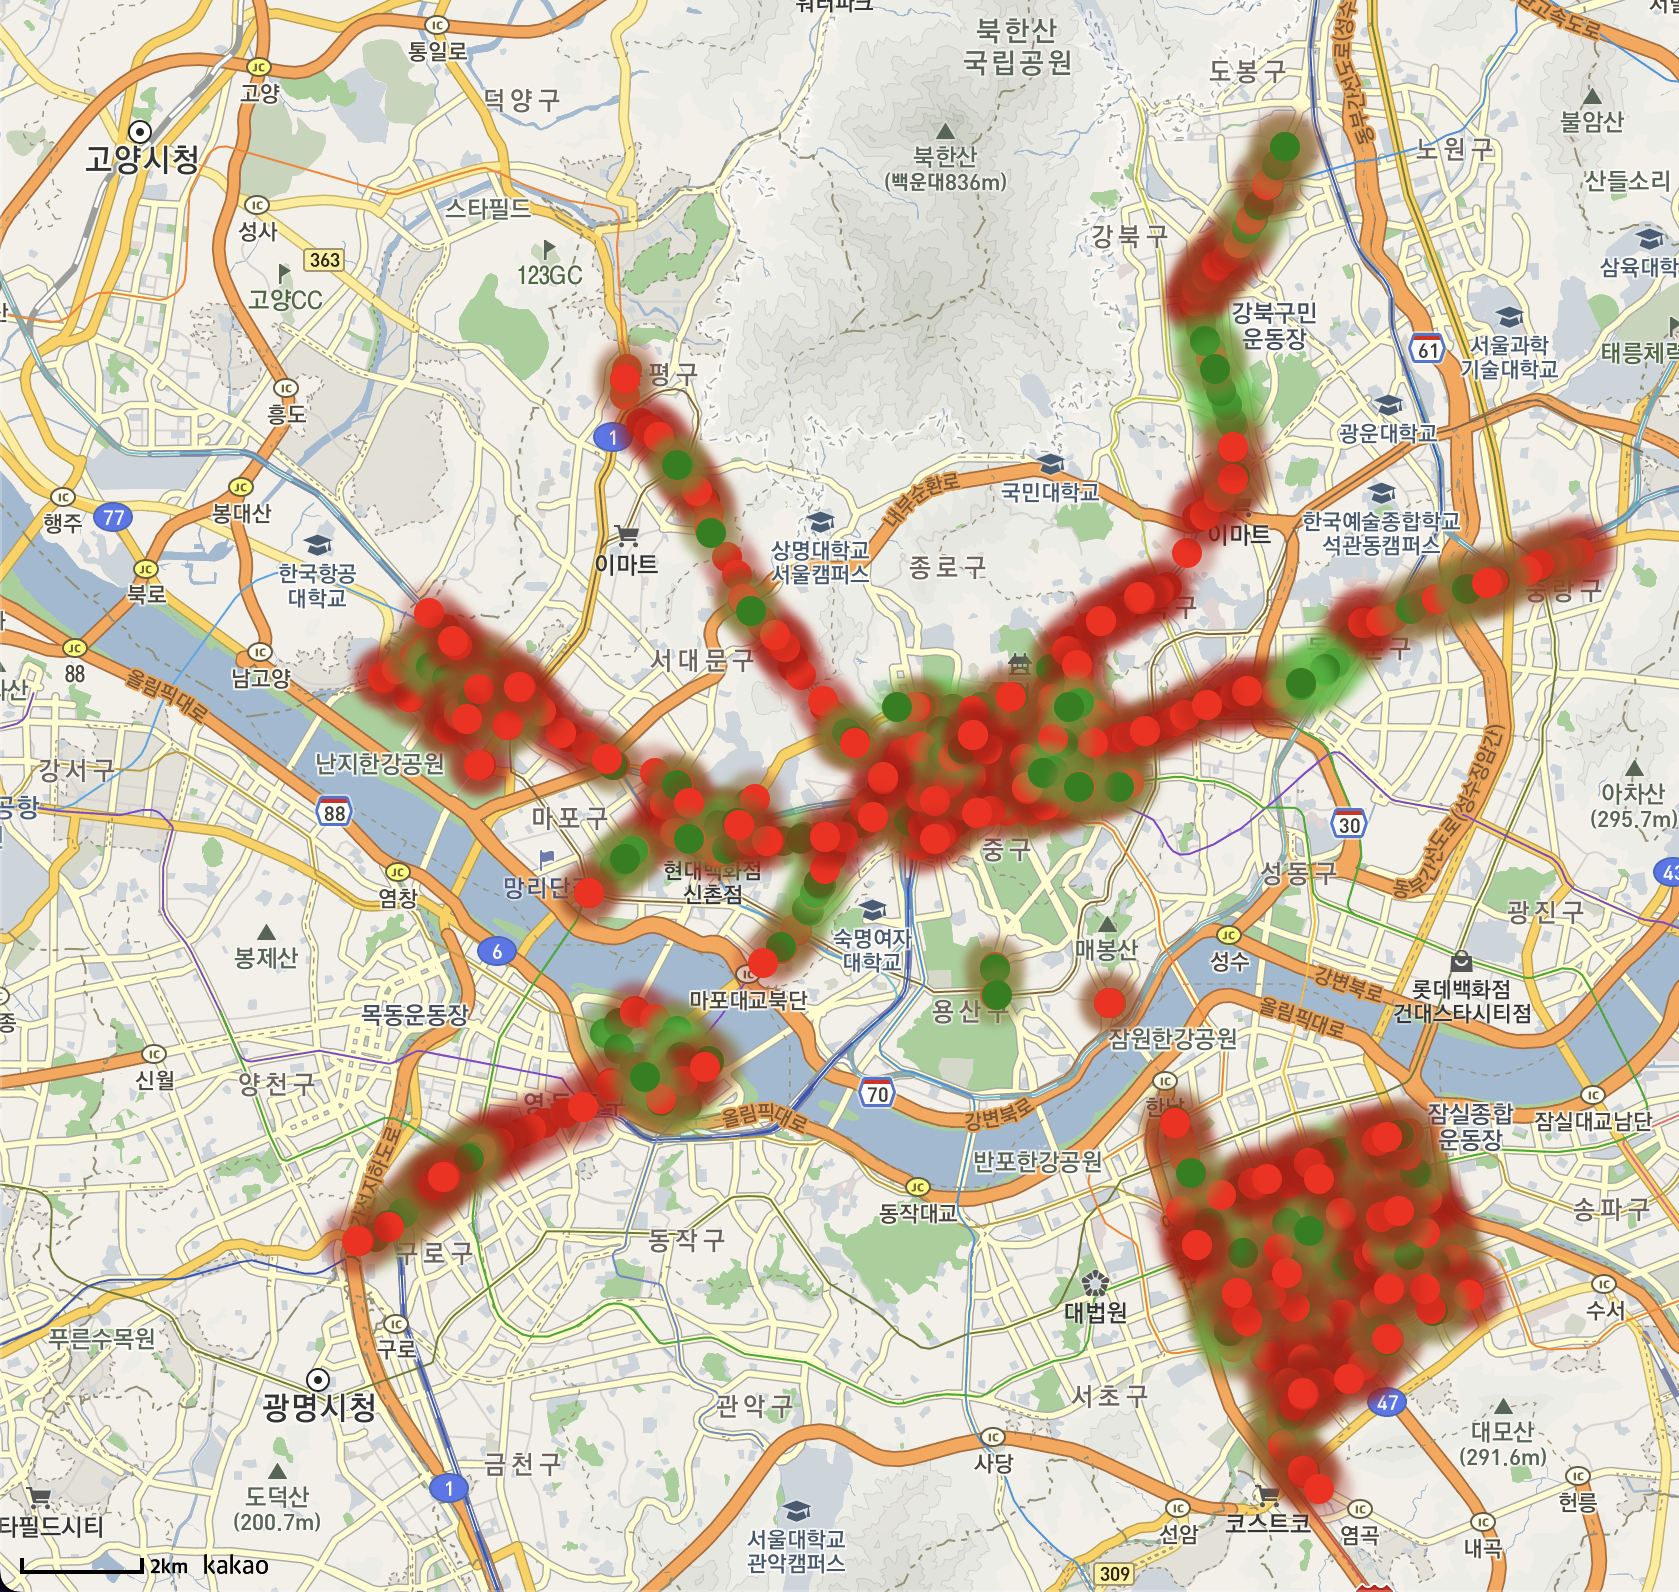 워터파크
북한산
국립공원
도봉구
통일로
고양
덕양구
고양시청
북한산
(백운대836m)
노원구
불암산
산들소리
스타필드
성사
363
123GC
고양CC
강북구
강북구민
운동장
61
서울과학
기술대학교
평구
흥도
1
광운대학교
국민대학교
내부순환로
행주
77
봉대산
북로
한국항공
대학교
이마트
상명대학교
서울캠퍼스
종로구
이마트
한국예술종합학교
석관동캠퍼스
88
올림픽대로
남고양
서대문구
난지한강공원
강서구
88
마포구
아차산
(295.7m)
30
염창
망리단
현대백화점
신촌점
중구
성동구
동부간선도로(성수장암간)
광진구
봉제산
6
숙명여자
대학교
매봉산
성수
강변북로
올림픽대로
롯데백화점
건대스타시티점
목동운동장
마포대교북단
용산구
잠원한강공원
신월
양천구
70
올림픽대로
강변북로
한남
반포한강공원
잠실종합
운동장
잠실대교남단
동작대교
동작구
구로구
송파구
대법원
수서
푸른수목원
구로
광명시청
관악구
서초구
47
대모산
(291.6m)
금천구
1
사당
도덕산
(200.7m)
타필드시티
서울대학교
관악캠퍼스
선암
코스트코
염곡
내곡
헌릉
309
2km kakao